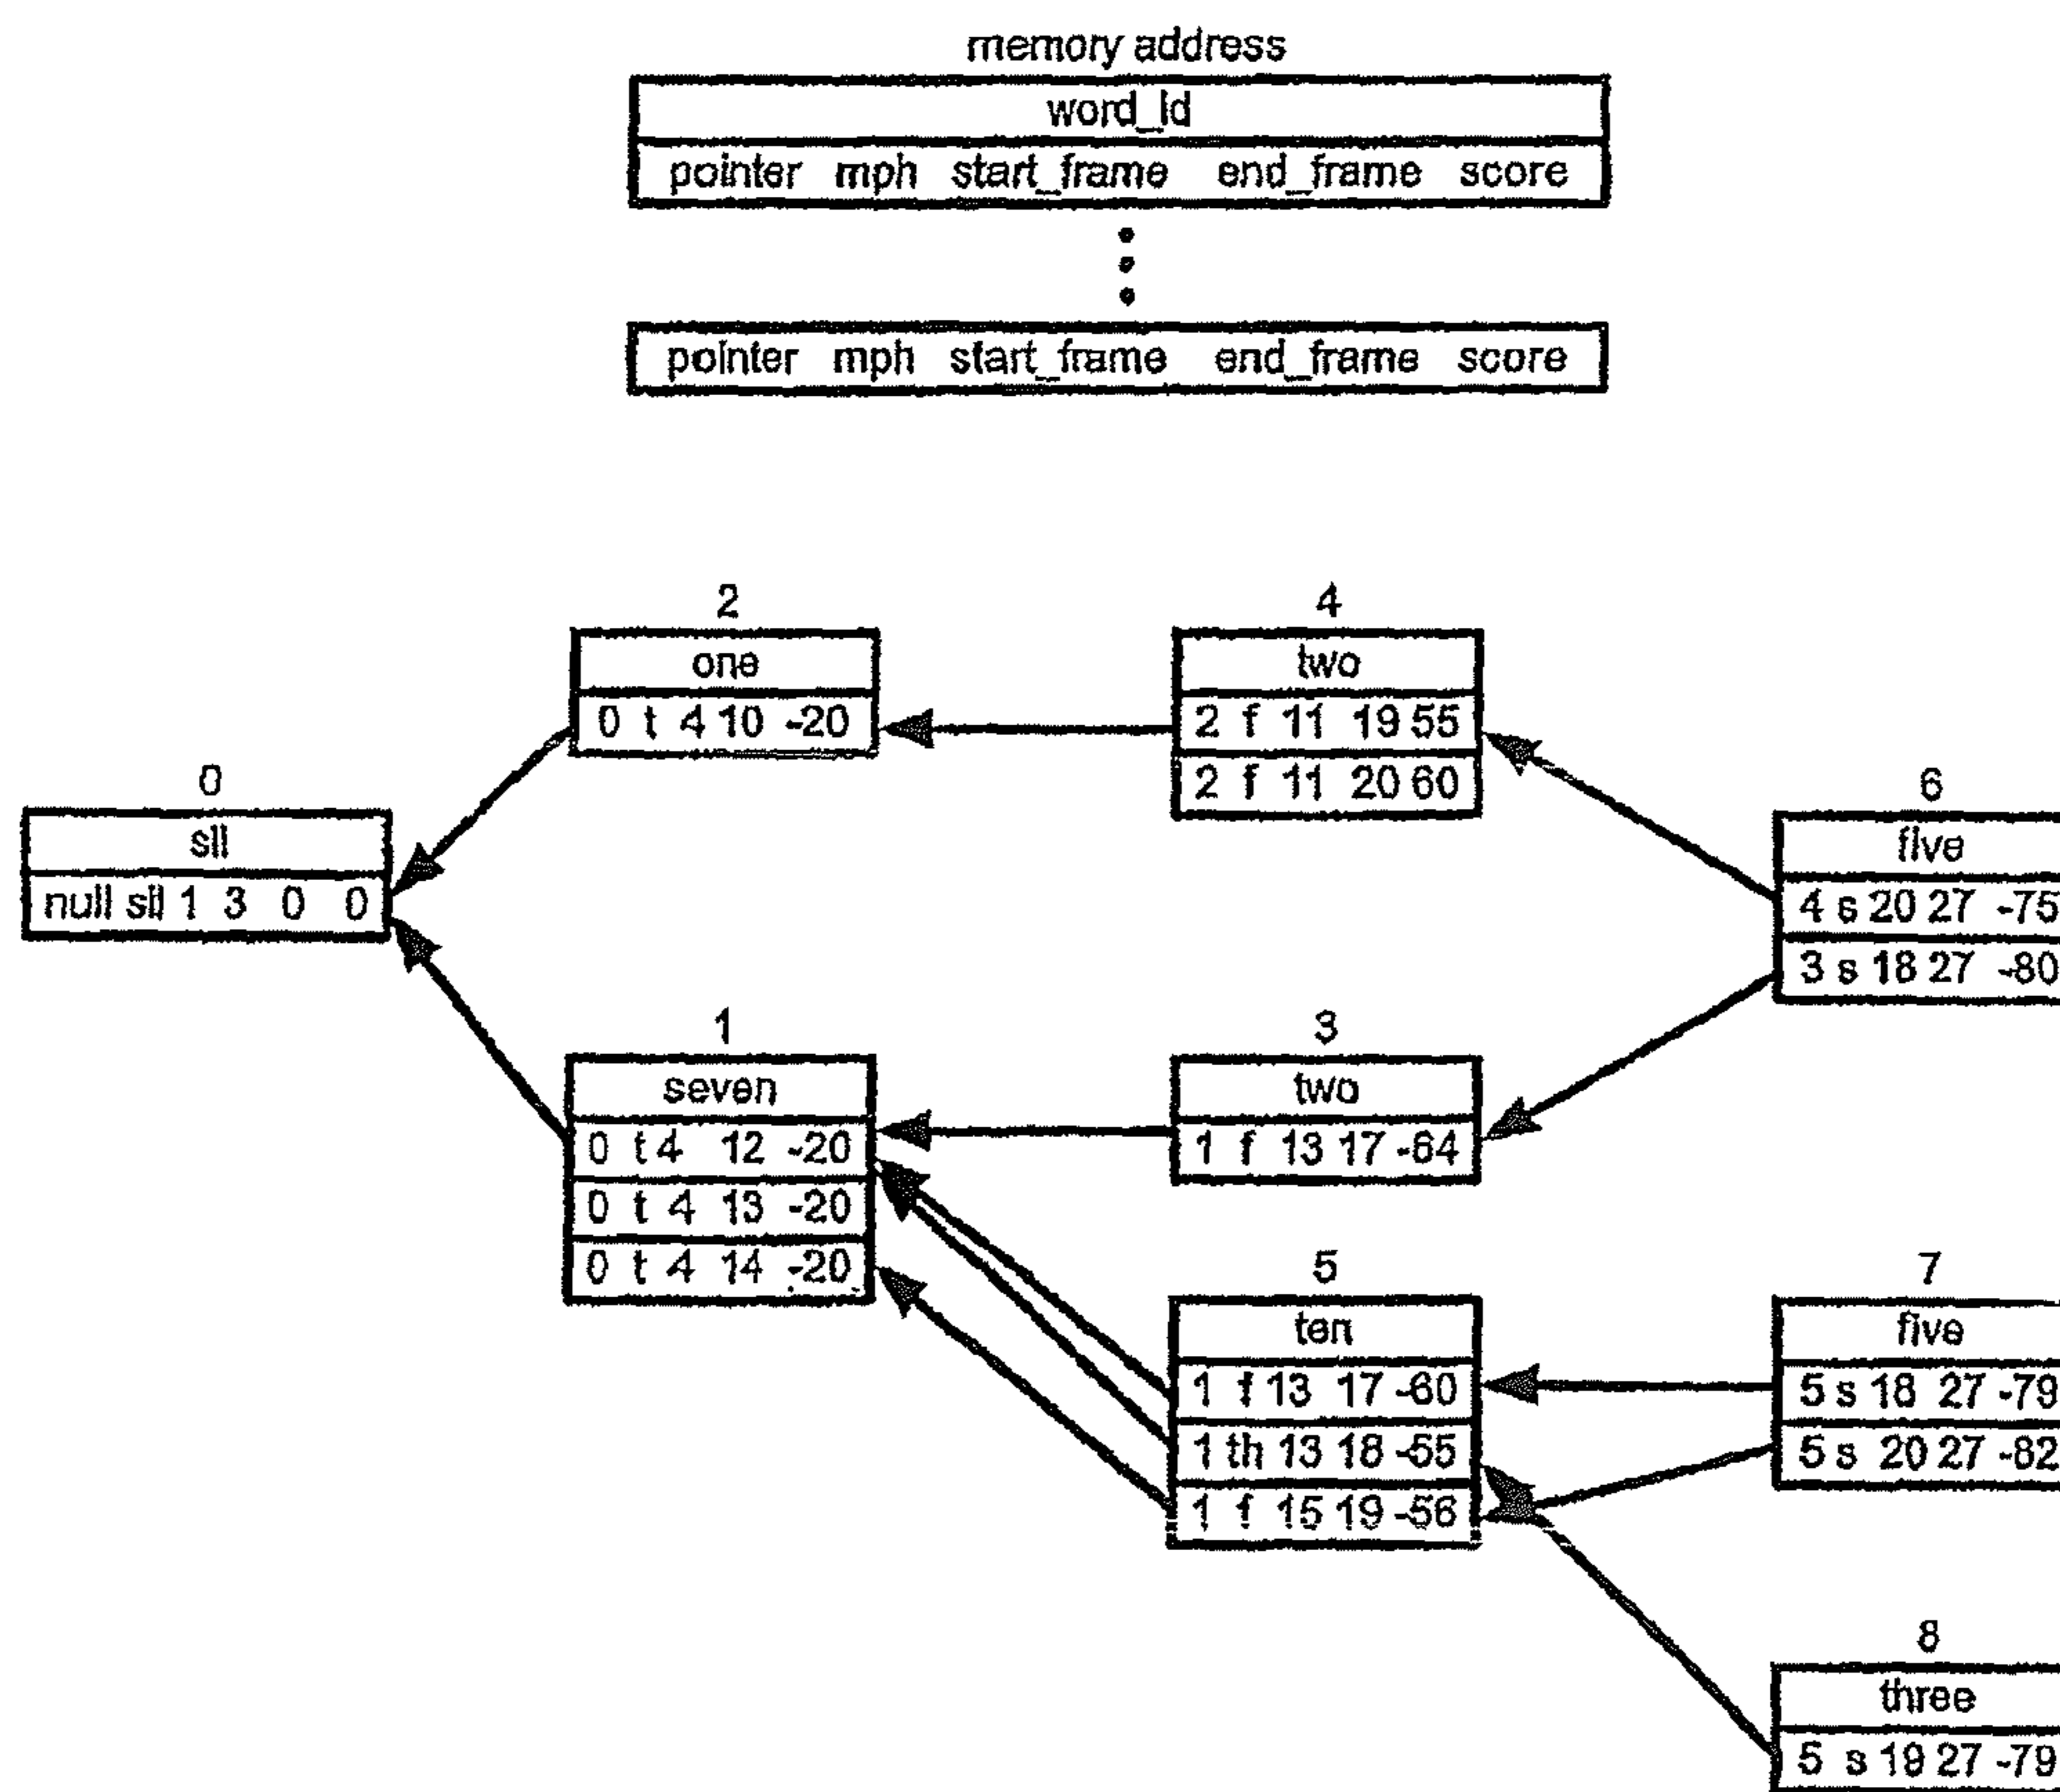 memory address
word_id
pointer mph start_frame end_frame score
pointer mph start_frame end_frame score
0
sil
null sil 1 3 0 0
2
one
0 t 4 10 -20
4
two
2 f 11 19 55
2 f 11 20 60
6
five
4 s 20 27 -75
3 s 18 27 -80
1
seven
0 t 4 12 -20
0 t 4 13 -20
0 t 4 14 -20
3
two
1 f 13 17 -64
5
ten
1 f 13 17 -60
1 th 13 18 -55
1 f 15 19 -56
7
five
5 s 18 27 -79
5 s 20 27 -82
8
three
5 s 19 27 -79